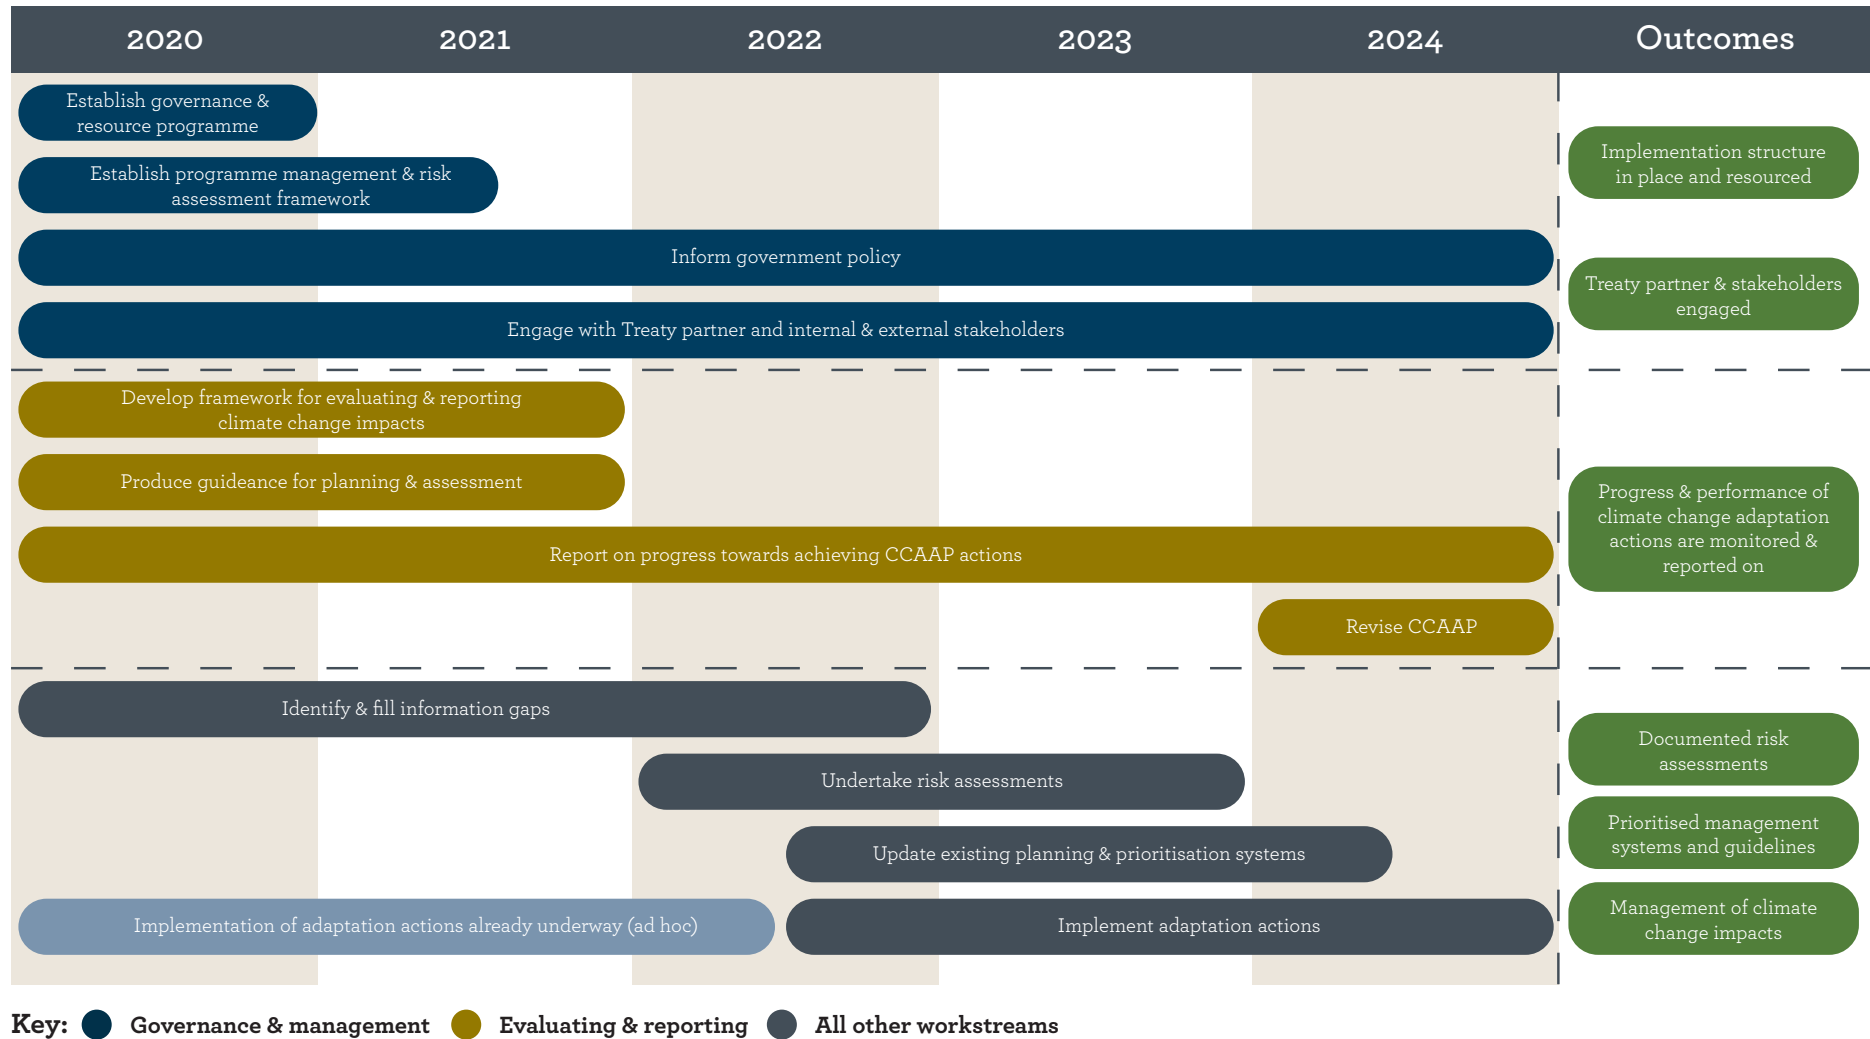 2020 2021 2022 2023 2024 Outcomes
Establish governance &
resource programme
Establish programme management & risk
assessment framework
Inform government policy
Engage with Treaty partner and internal & external stakeholders
Implementation structure
in place and resourced
Treaty partner & stakeholders
engaged
Develop framework for evaluating & reporting
climate change impacts
Produce guideance for planning & assessment
Report on progress towards achieving CCAAP actions
Revise CCAAP
Progress & performance of
climate change adaptation
actions are monitored &
reported on
Identify & fill information gaps
Undertake risk assessments
Update existing planning & prioritisation systems
Implementation of adaptation actions already underway (ad hoc)
Implement adaptation actions
Documented risk
assessments
Prioritised management
systems and guidelines
Management of climate
change impacts
Key: Governance & management Evaluating & reporting All other workstreams